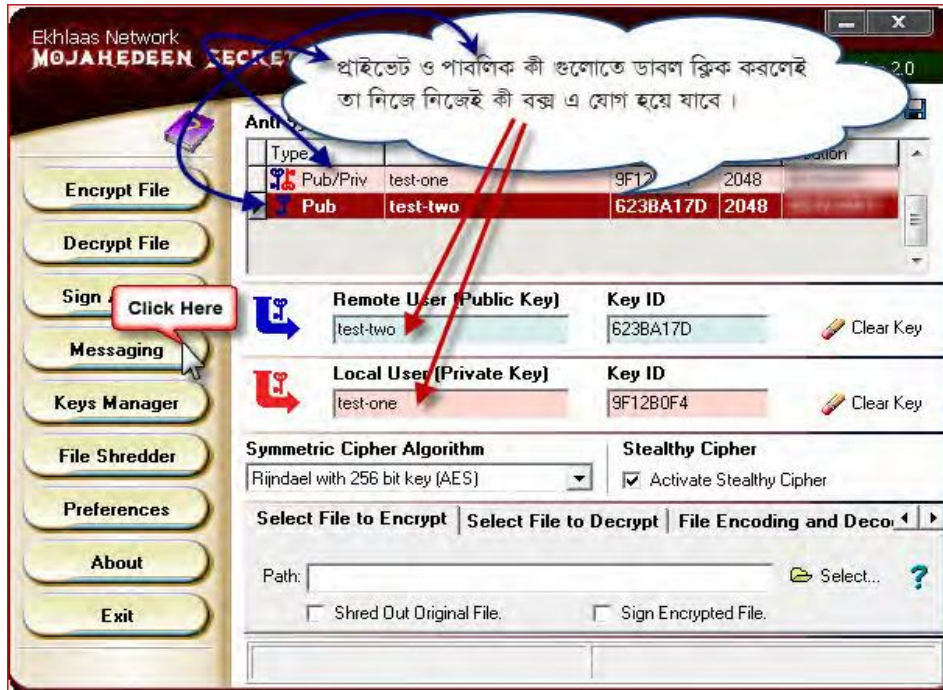 Ekhlaas Network
MOJAHEDEEN SECRET
2.0
প্রাইভেট ও পাবলিক কী গুলোতে ডাবল ক্লিক করলেই
তা নিজে নিজেই কী বক্স এ যোগ হয়ে যাবে ।
Type
Pub/Priv test-one 2048
Pub test-two 623BA17D 2048
Encrypt File
Decrypt File
Sign
Click Here
Messaging
Keys Manager
File Shredder
Preferences
About
Exit
Remote User (Public Key) Key ID
test-two 623BA17D Clear Key
Local User (Private Key) Key ID
test-one 9F12B0F4 Clear Key
Symmetric Cipher Algorithm Stealthy Cipher
Rijndael with 256 bit key (AES) Activate Stealthy Cipher
Select File to Encrypt Select File to Decrypt File Encoding and Deco
Path: Select... ?
Shred Out Original File. Sign Encrypted File.